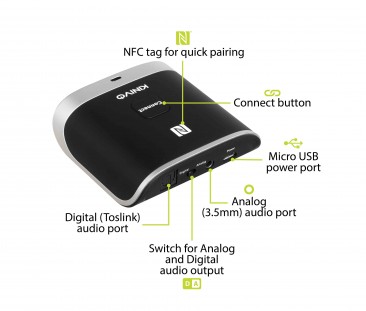 NFC tag for quick pairing
KINIVO
Connect
Connect button
Micro USB
power port
Analog
(3.5mm) audio port
Digital (Toslink)
audio port
Switch for Analog
and Digital
audio output
D A